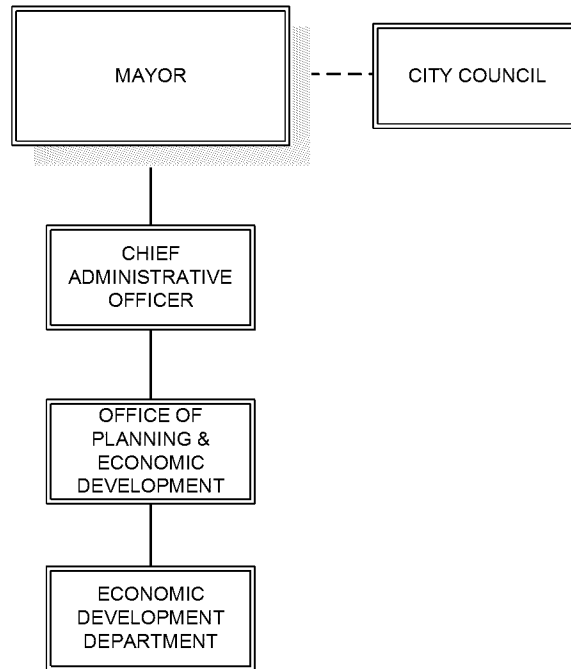 MAYOR
CITY COUNCIL
CHIEF
ADMINISTRATIVE
OFFICER
OFFICE OF
PLANNING &
ECONOMIC
DEVELOPMENT
ECONOMIC
DEVELOPMENT
DEPARTMENT